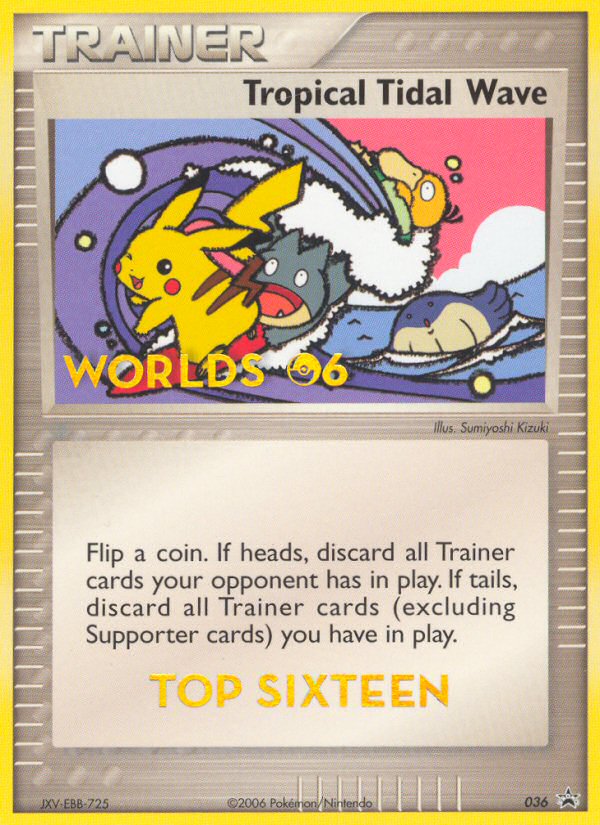 TRAINER
Tropical Tidal Wave
WORLDS 06
Illus. Sumiyoshi Kizuki
Flip a coin. If heads, discard all Trainer
cards your opponent has in play. If tails,
discard all Trainer cards (excluding
Supporter cards) you have in play.
TOP SIXTEEN
JXV-EBB-725
©2006 Pokémon/Nintendo
036